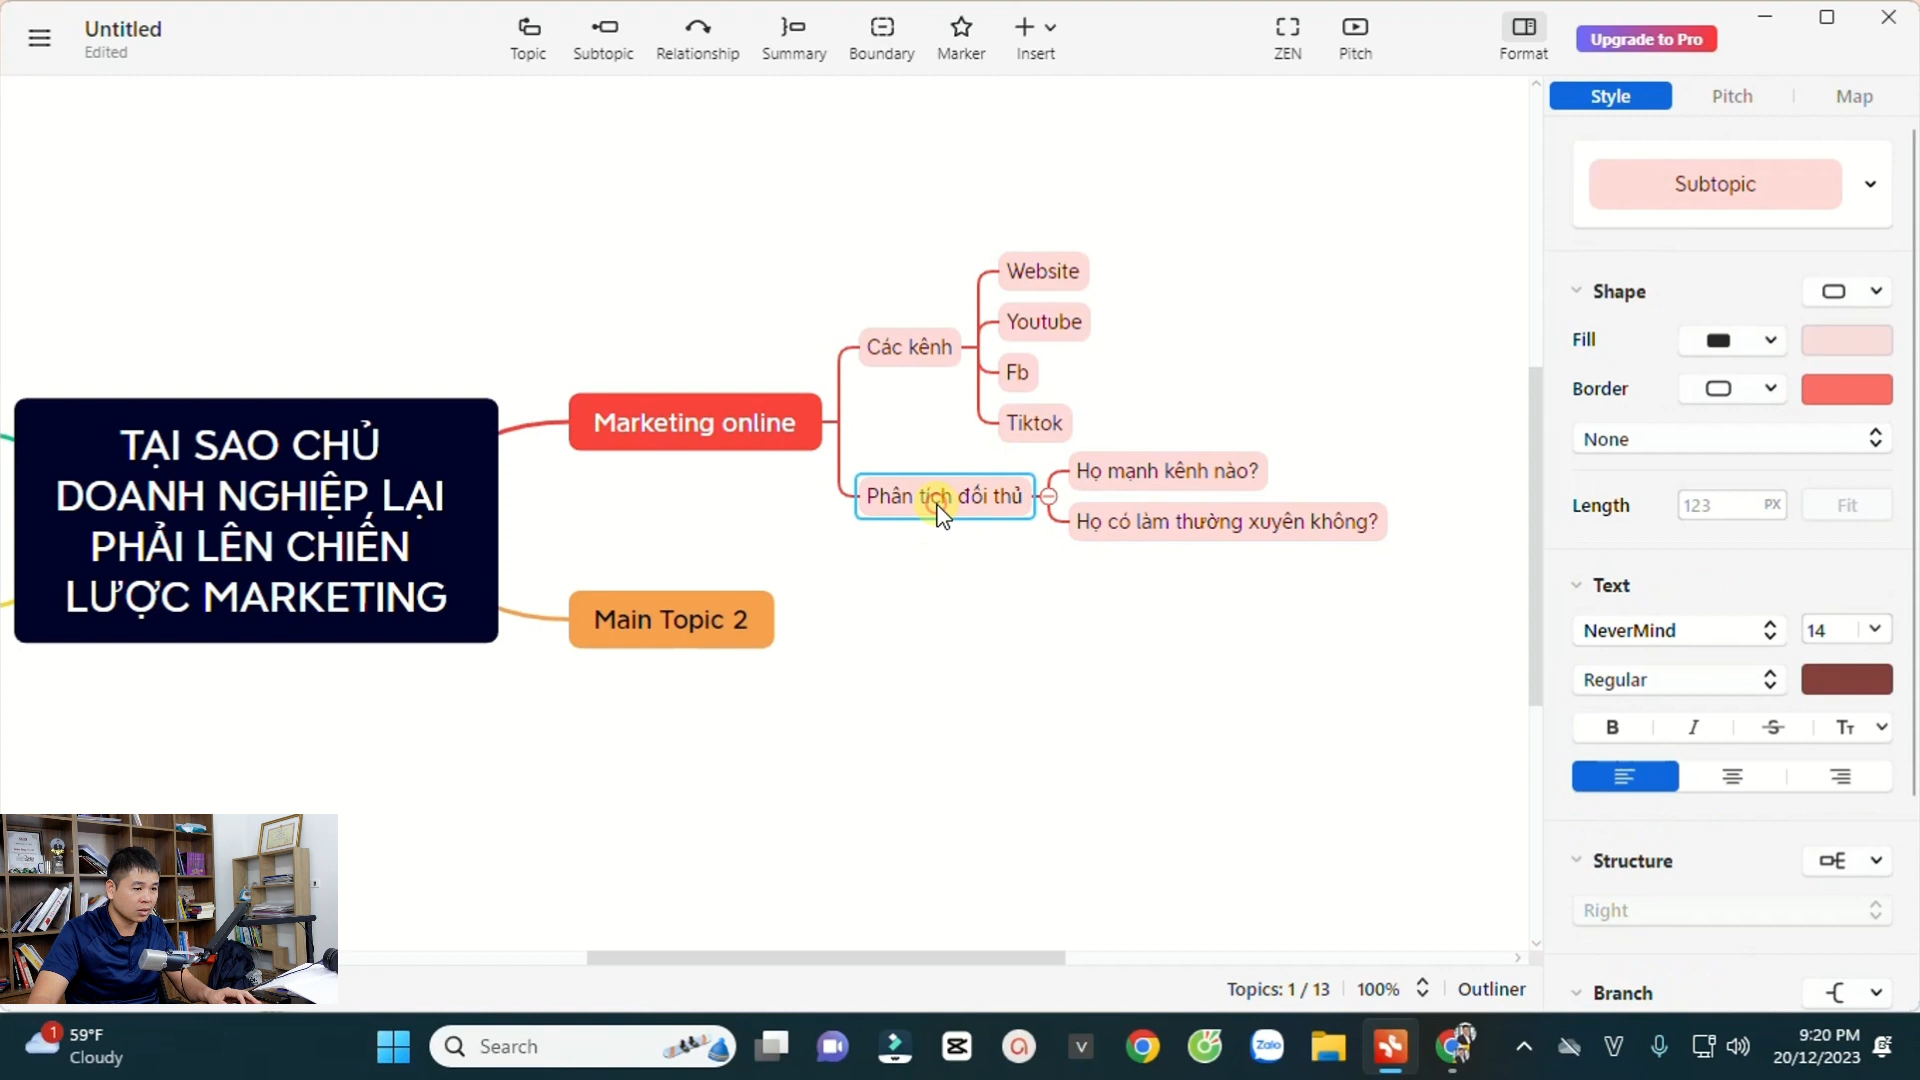 Untitled
Edited
Topic
Subtopic
Relationship
Summary
Boundary
Marker
Insert
ZEN
Pitch
Format
Upgrade to Pro
Style
Pitch
Map
Subtopic
Shape
Fill
Border
None
Length
123
PX
Fit
Text
NeverMind
14
Regular
B
I
S
TT
Structure
Right
Branch
Website
Youtube
Các kênh
Fb
Tiktok
Marketing online
Họ mạnh kênh nào?
Phân tích đối thủ
Họ có làm thường xuyên không?
TẠI SAO CHỦ
DOANH NGHIỆP LẠI
PHẢI LÊN CHIẾN
LƯỢC MARKETING
Main Topic 2
Topics: 1 / 13
100%
Outliner
1
59°F
Cloudy
Search
V
Zalo
V
9:20 PM
20/12/2023